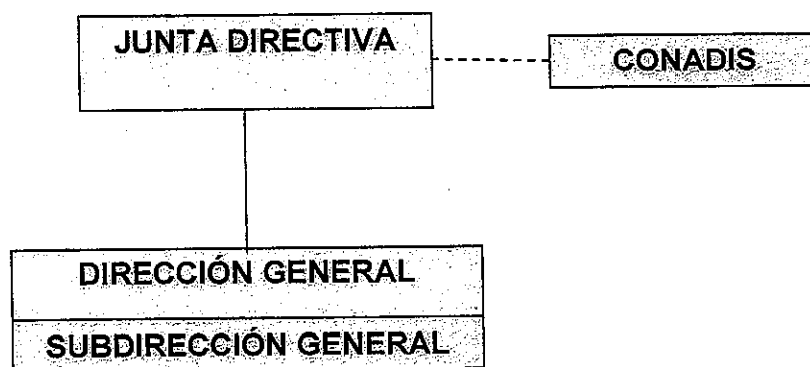 JUNTA DIRECTIVA
CONADIS
DIRECCIÓN GENERAL
SUBDIRECCIÓN GENERAL